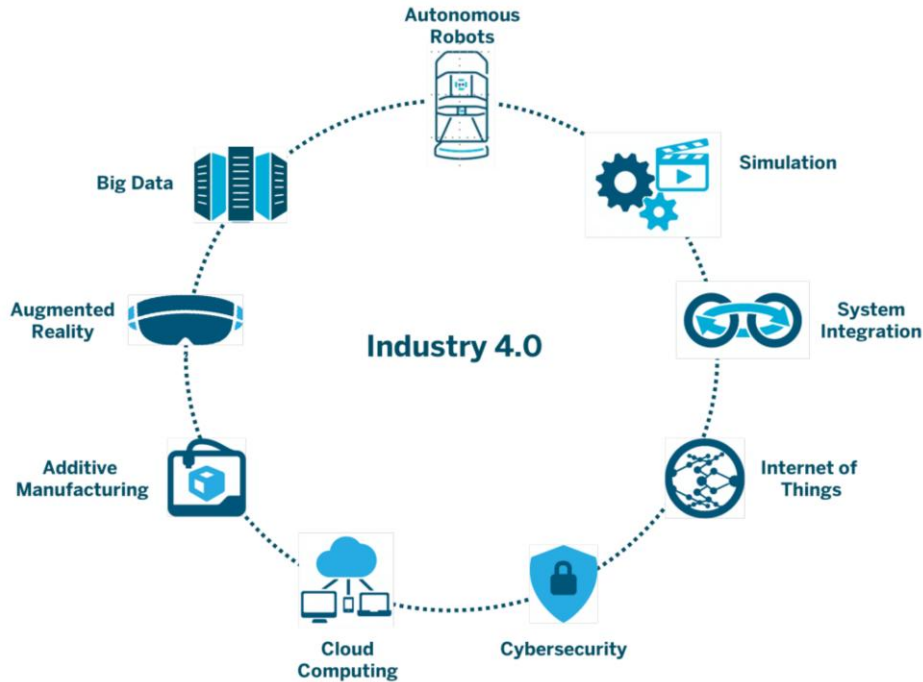 Autonomous
Robots
Simulation
Big Data
Augmented
Reality
System
Integration
Industry 4.0
Additive
Manufacturing
Internet of
Things
Cloud
Computing
Cybersecurity